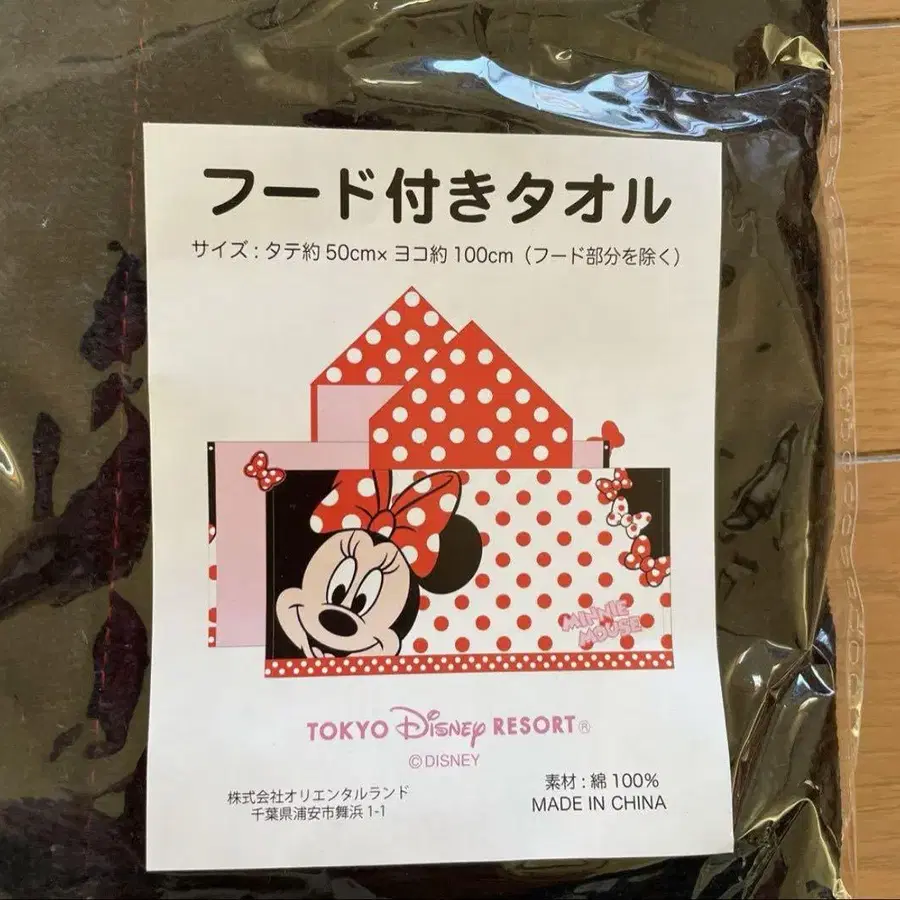 フード付きタオル
サイズ : タテ約50cm× ヨコ約100cm（フード部分を除く）
MINNIE
MOUSE
TOKYO Disney RESORT®
©DISNEY
株式会社オリエンタルランド
千葉県浦安市舞浜 1-1
素材 : 綿 100%
MADE IN CHINA